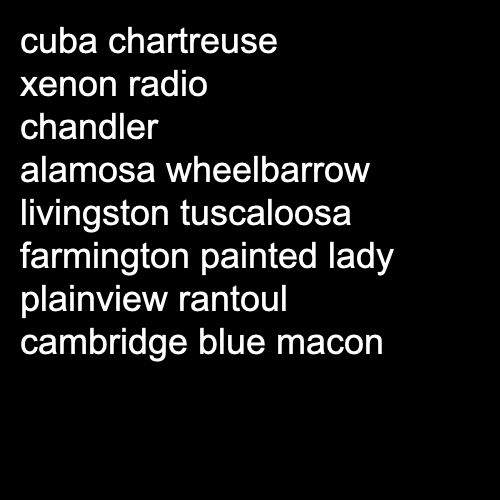 cuba chartreuse
xenon radio
chandler
alamosa wheelbarrow
livingston tuscaloosa
farmington painted lady
plainview rantoul
cambridge blue macon